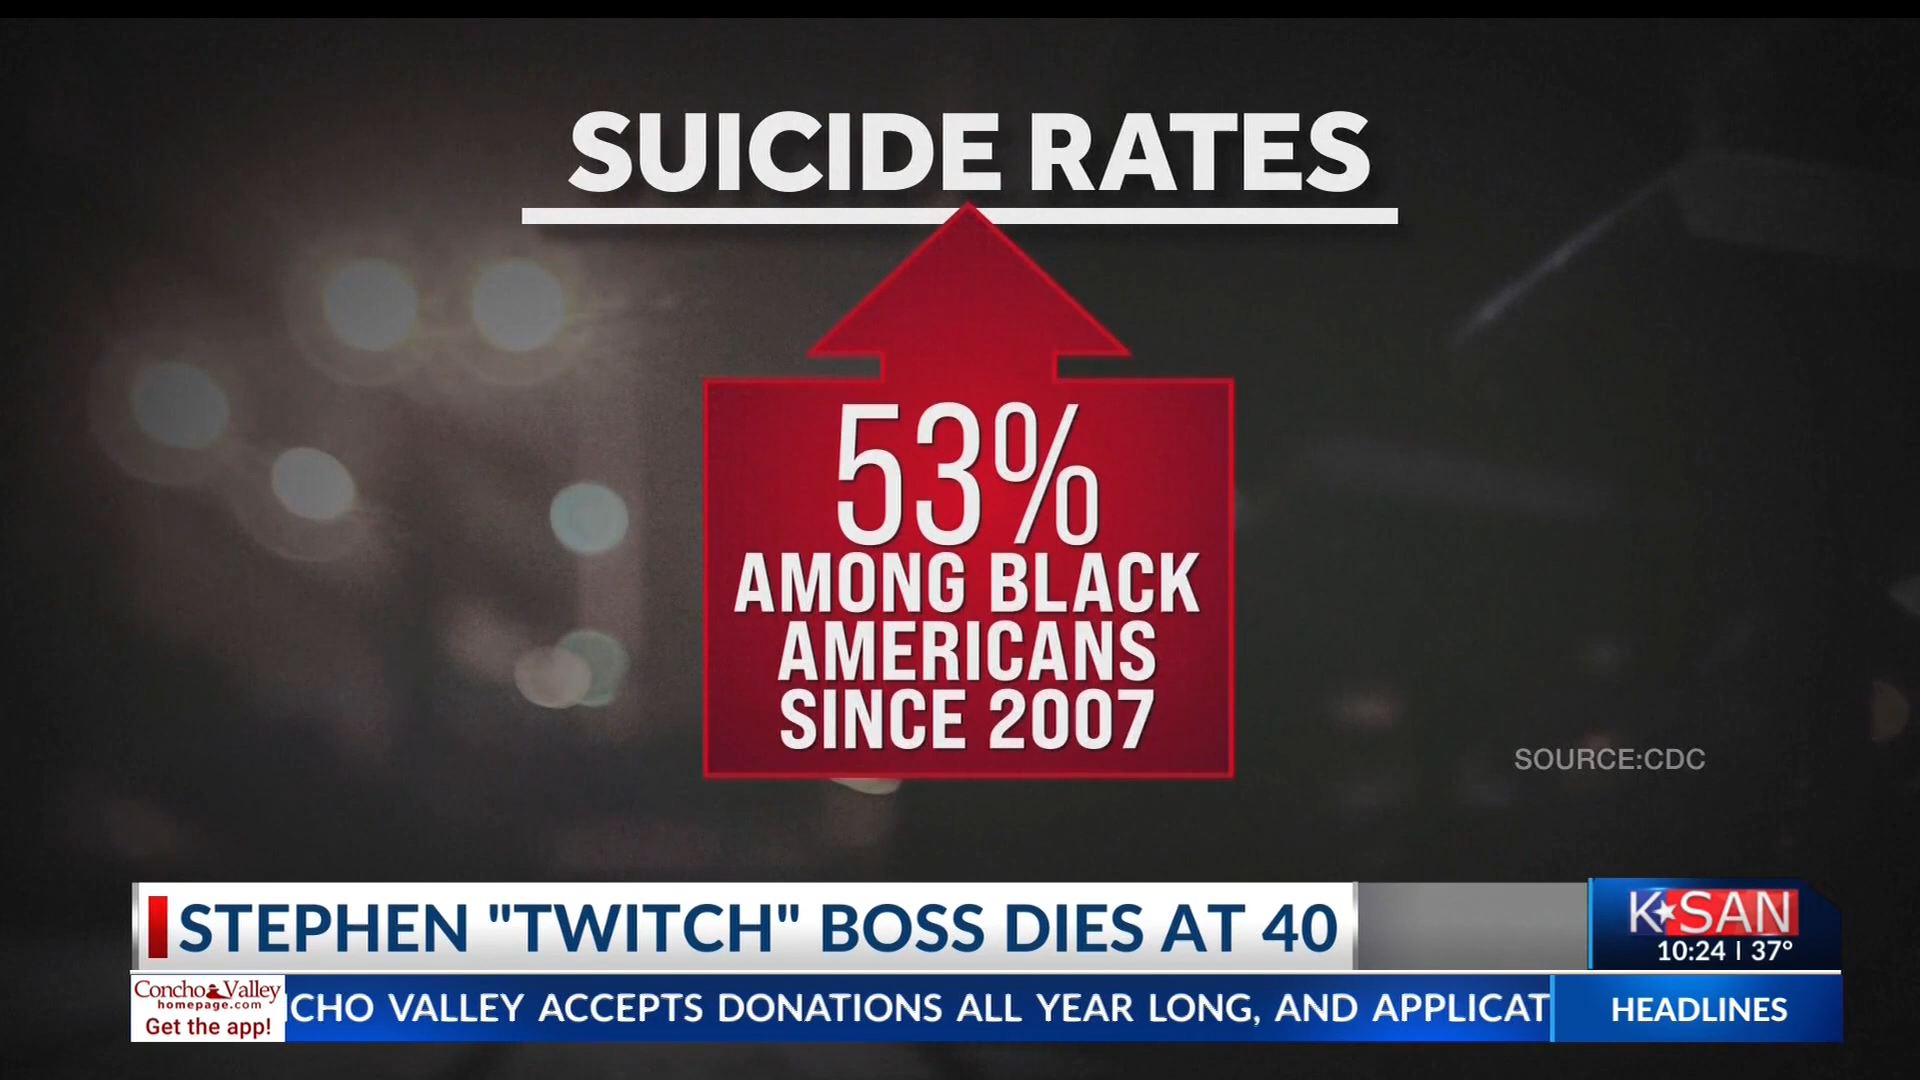 SUICIDE RATES
53%
AMONG BLACK
AMERICANS
SINCE 2007
SOURCE:CDC
STEPHEN "TWITCH" BOSS DIES AT 40
KSAN
10:24 | 37°
Concho Valley
homepage.com
Get the app!
CHO VALLEY ACCEPTS DONATIONS ALL YEAR LONG, AND APPLICAT
HEADLINES